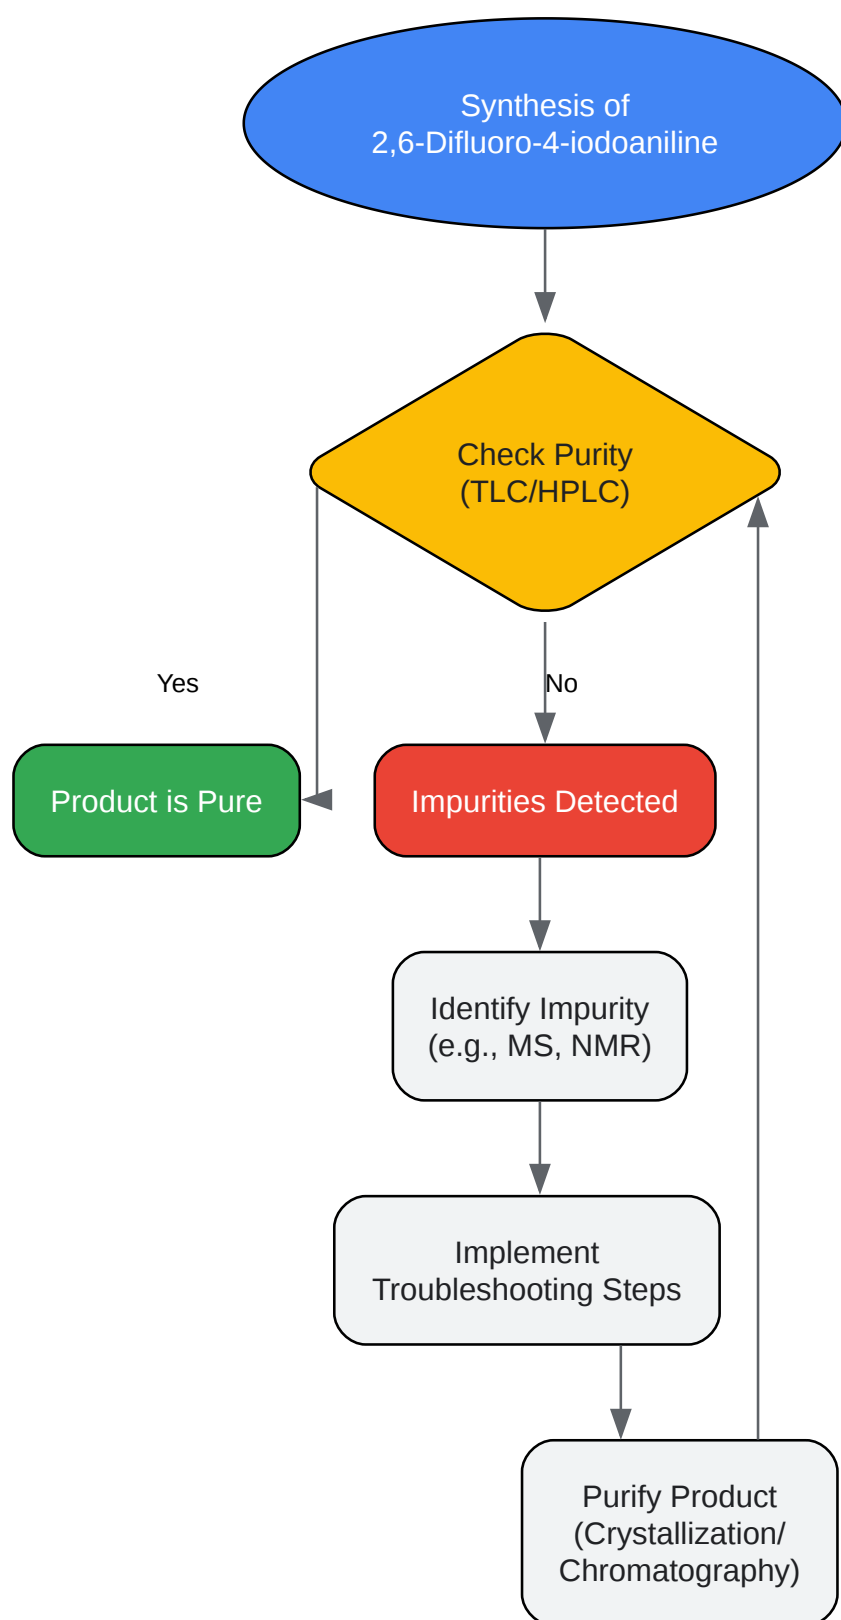 Synthesis of
2,6-Difluoro-4-iodoaniline
Check Purity
(TLC/HPLC)
Yes
No
Product is Pure
Impurities Detected
Identify Impurity
(e.g., MS, NMR)
Implement
Troubleshooting Steps
Purify Product
(Crystallization/
Chromatography)